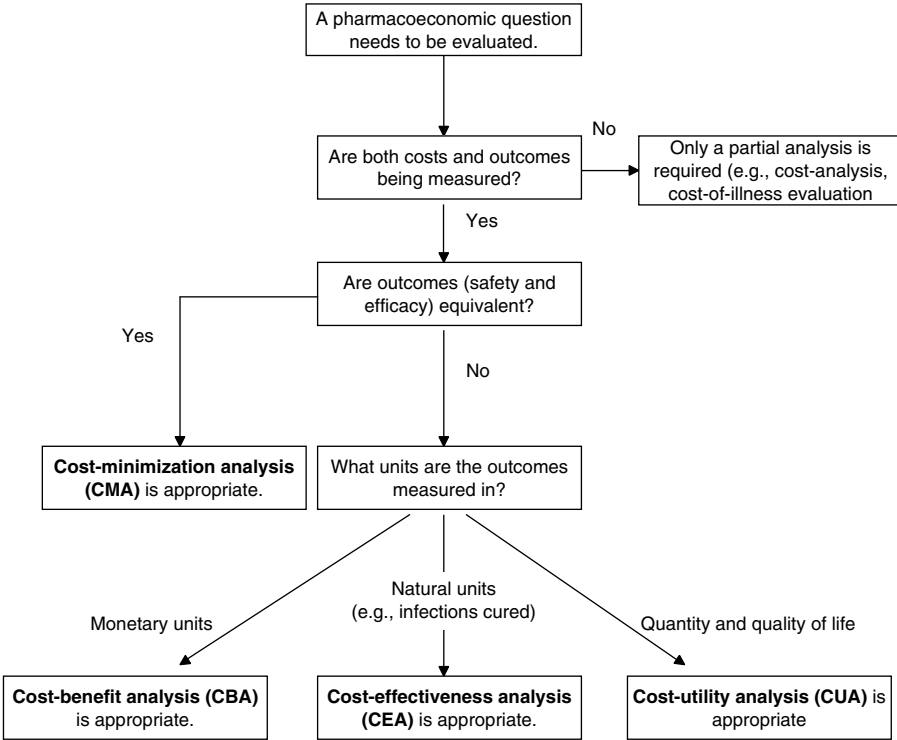 A pharmacoeconomic question
needs to be evaluated.
No
Are both costs and outcomes
being measured?
Only a partial analysis is
required (e.g., cost-analysis,
cost-of-illness evaluation
Yes
Are outcomes (safety and
efficacy) equivalent?
Yes
No
Cost-minimization analysis
(CMA) is appropriate.
What units are the outcomes
measured in?
Monetary units
Natural units
(e.g., infections cured)
Quantity and quality of life
Cost-benefit analysis (CBA)
is appropriate.
Cost-effectiveness analysis
(CEA) is appropriate.
Cost-utility analysis (CUA) is
appropriate